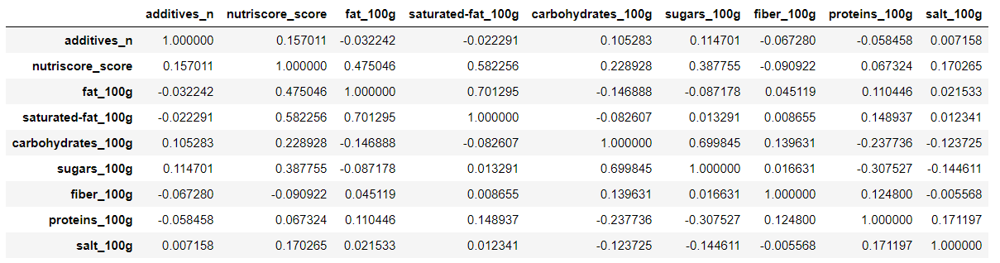 additives_n nutriscore_score fat_100g saturated-fat_100g carbohydrates_100g sugars_100g fiber_100g proteins_100g salt_100g
additives_n 1.000000 0.157011 -0.032242 -0.022291 0.105283 0.114701 -0.067280 -0.058458 0.007158
nutriscore_score 0.157011 1.000000 0.475046 0.582256 0.228928 0.387755 -0.090922 0.067324 0.170265
fat_100g -0.032242 0.475046 1.000000 0.701295 -0.146888 -0.087178 0.045119 0.110446 0.021533
saturated-fat_100g -0.022291 0.582256 0.701295 1.000000 -0.082607 0.013291 0.008655 0.148937 0.012341
carbohydrates_100g 0.105283 0.228928 -0.146888 -0.082607 1.000000 0.699845 0.139631 -0.237736 -0.123725
sugars_100g 0.114701 0.387755 -0.087178 0.013291 0.699845 1.000000 0.016631 -0.307527 -0.144611
fiber_100g -0.067280 -0.090922 0.045119 0.008655 0.139631 0.016631 1.000000 0.124800 -0.005568
proteins_100g -0.058458 0.067324 0.110446 0.148937 -0.237736 -0.307527 0.124800 1.000000 0.171197
salt_100g 0.007158 0.170265 0.021533 0.012341 -0.123725 -0.144611 -0.005568 0.171197 1.000000